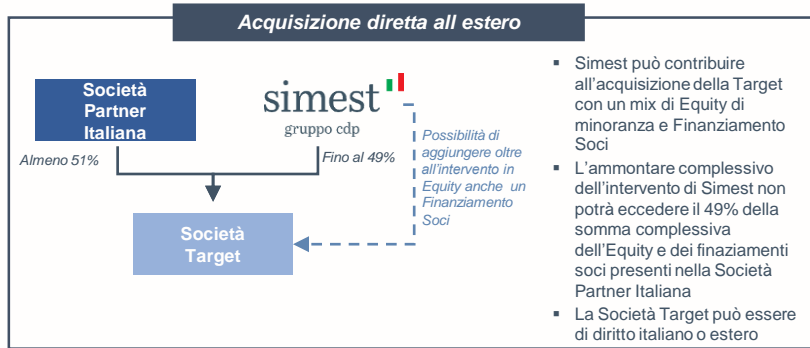 Acquisizione diretta all estero
Società
Partner
Italiana
simest
gruppo cdp
Almeno 51%
Fino al 49%
Possibilità di
aggiungere oltre
all'intervento in
Equity anche un
Finanziamento
Soci
Società
Target
▪ Simest può contribuire
all'acquisizione della Target
con un mix di Equity di
minoranza e Finanziamento
Soci
▪ L'ammontare complessivo
dell'intervento di Simest non
potrà eccedere il 49% della
somma complessiva
dell'Equity e dei finaziamenti
soci presenti nella Società
Partner Italiana
▪ La Società Target può essere
di diritto italiano o estero